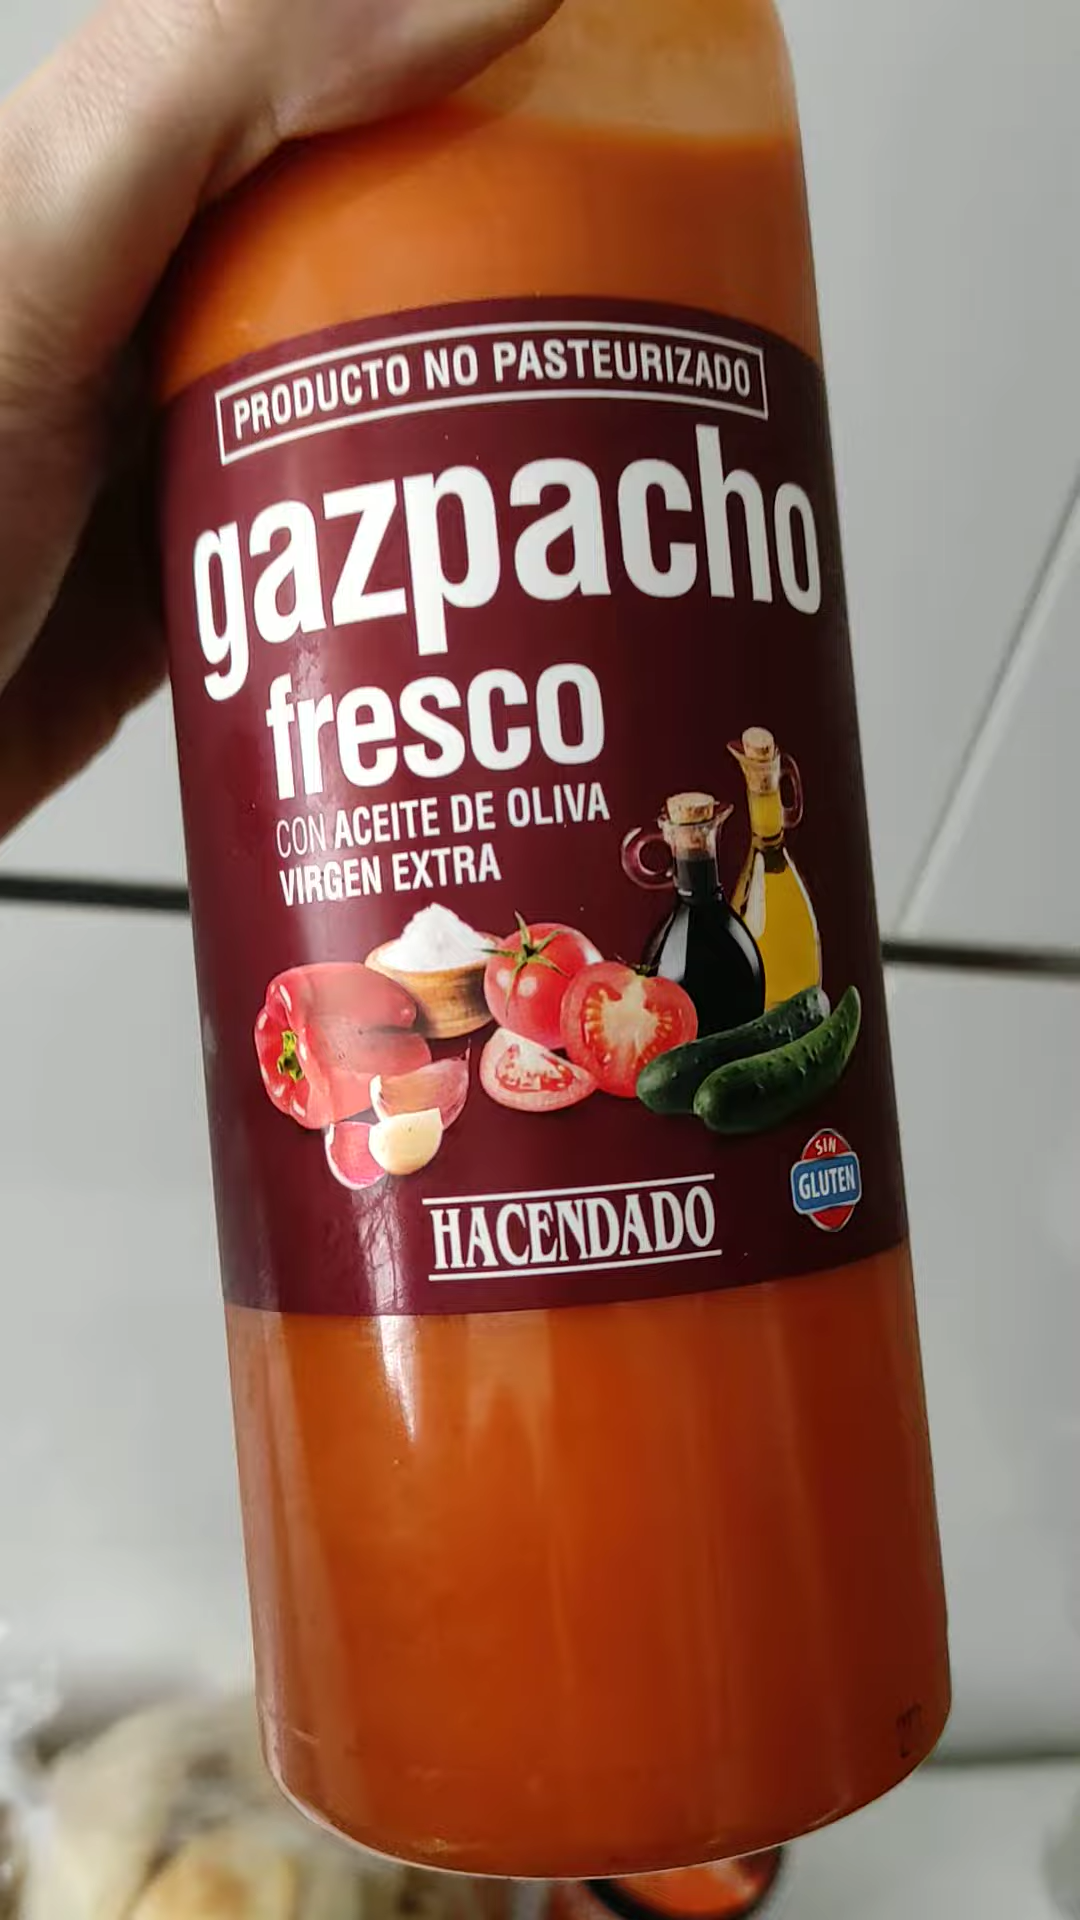 PRODUCTO NO PASTEURIZADO
gazpacho
fresco
CON ACEITE DE OLIVA
VIRGEN EXTRA
HACENDADO
SIN
GLUTEN